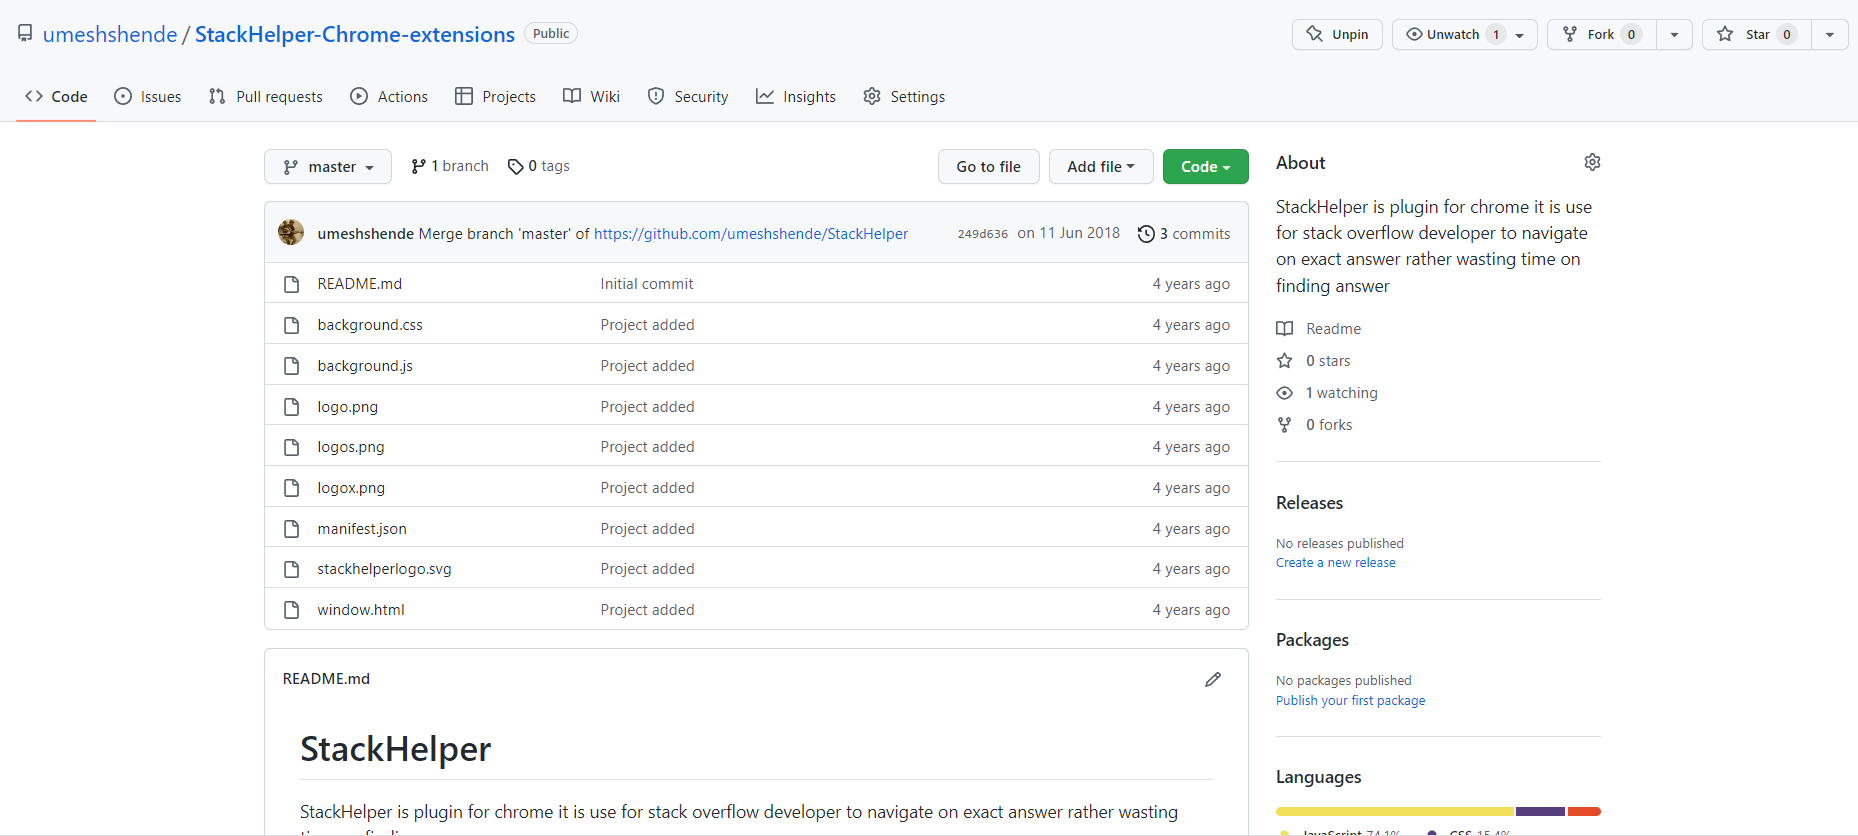 umeshshende / StackHelper-Chrome-extensions Public
Unpin Unwatch 1 Fork 0 Star 0
Code Issues Pull requests Actions Projects Wiki Security Insights Settings
master 1 branch 0 tags Go to file Add file Code
umeshshende Merge branch 'master' of https://github.com/umeshshende/StackHelper 249d636 on 11 Jun 2018 3 commits
README.md Initial commit 4 years ago
background.css Project added 4 years ago
background.js Project added 4 years ago
logo.png Project added 4 years ago
logos.png Project added 4 years ago
logox.png Project added 4 years ago
manifest.json Project added 4 years ago
stackhelperlogo.svg Project added 4 years ago
window.html Project added 4 years ago
README.md
StackHelper
StackHelper is plugin for chrome it is use for stack overflow developer to navigate on exact answer rather wasting
About
StackHelper is plugin for chrome it is use
for stack overflow developer to navigate
on exact answer rather wasting time on
finding answer
Readme
0 stars
1 watching
0 forks
Releases
No releases published
Create a new release
Packages
No packages published
Publish your first package
Languages
JavaScript 74.1% CSS 15.4%